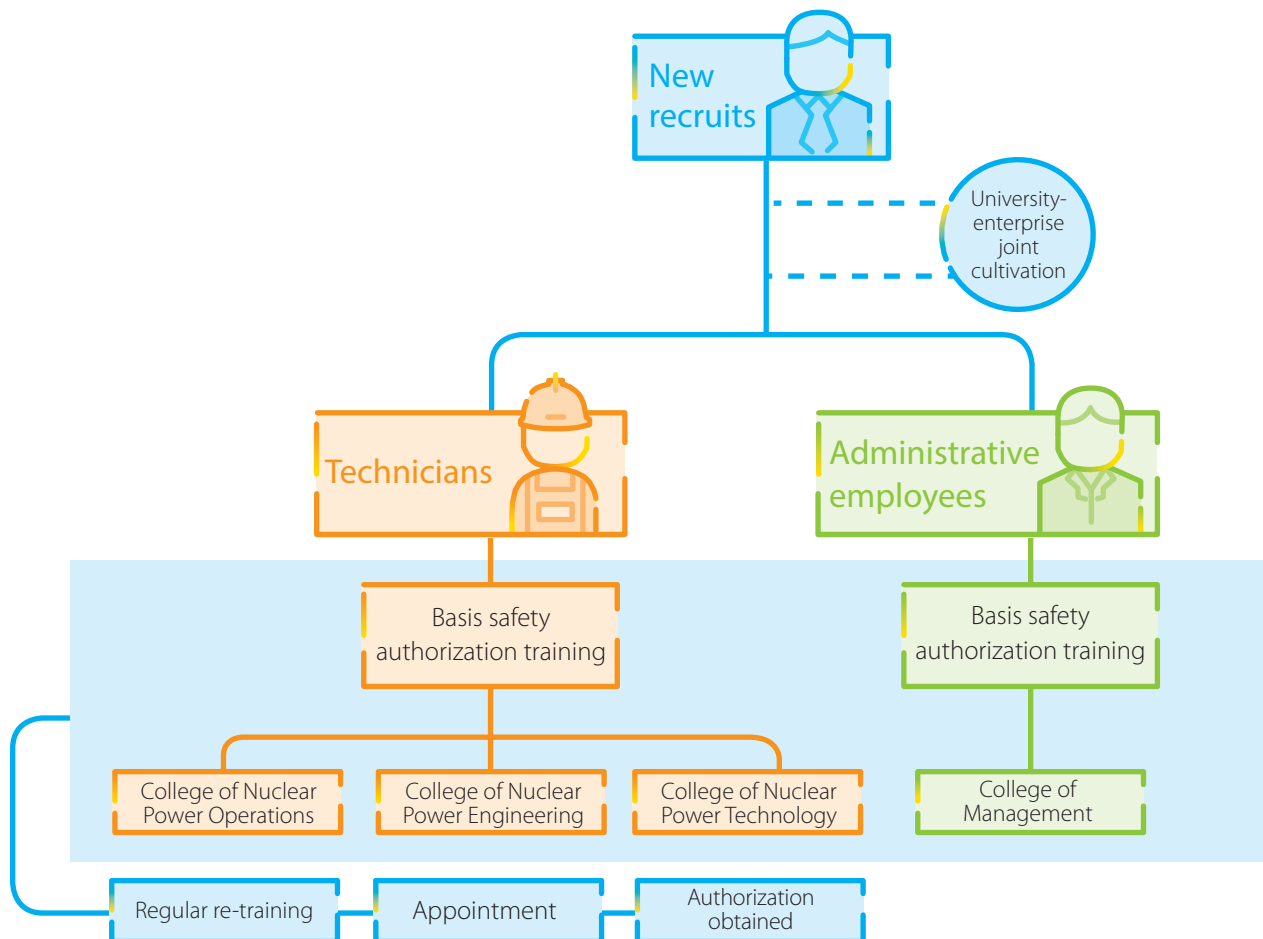 New
recruits
University-
enterprise
joint
cultivation
Technicians
Administrative
employees
Basis safety
authorization training
Basis safety
authorization training
College of Nuclear
Power Operations
College of Nuclear
Power Engineering
College of Nuclear
Power Technology
College of
Management
Regular re-training
Appointment
Authorization
obtained